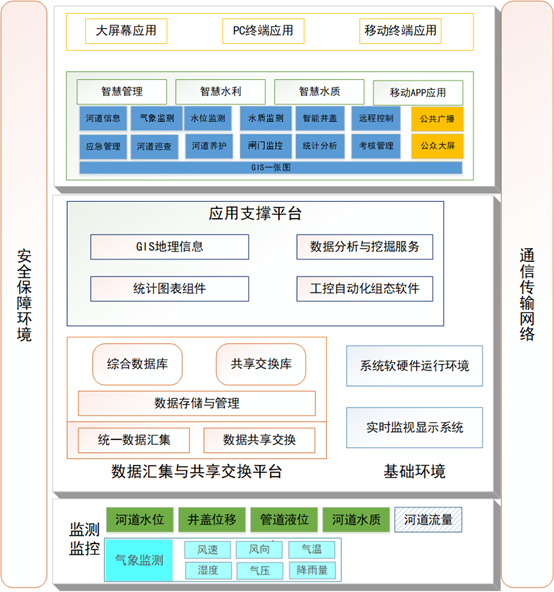 大屏幕应用 PC终端应用 移动终端应用
智慧管理 智慧水利 智慧水质 移动APP应用
河道信息 气象监测 水位监测 水质监测 智能井盖 远程控制 公共广播
应急管理 河道巡查 河道养护 闸门监控 统计分析 考核管理 公众大屏
GIS一张图
安全保障环境
通信传输网络
应用支撑平台
GIS地理信息 数据分析与挖掘服务
统计图表组件 工控自动化组态软件
综合数据库 共享交换库
数据存储与管理
统一数据汇集 数据共享交换
数据汇集与共享交换平台
系统软硬件运行环境
实时监视显示系统
基础环境
监测
监控
河道水位 井盖位移 管道液位 河道水质 河道流量
气象监测
风速 风向 气温
湿度 气压 降雨量